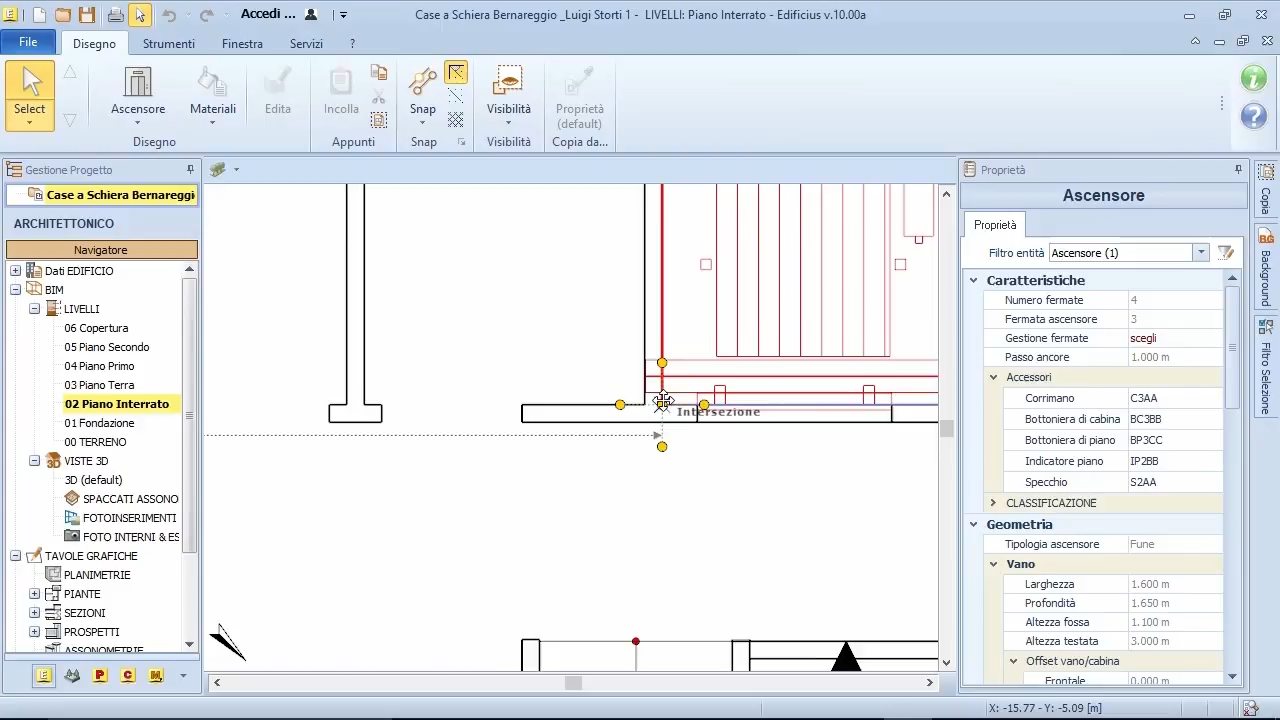 Accedi ...
Case a Schiera Bernareggio _Luigi Storti 1 - LIVELLI: Piano Interrato - Edificius v.10.00a
File
Disegno
Strumenti
Finestra
Servizi
?
Select
Ascensore
Materiali
Edita
Incolla
Snap
Visibilità
Proprietà
(default)
Disegno
Appunti
Snap
Visibilità
Copia da...
Gestione Progetto
Case a Schiera Bernareggi
ARCHITETTONICO
Navigatore
Dati EDIFICIO
BIM
LIVELLI
06 Copertura
05 Piano Secondo
04 Piano Primo
03 Piano Terra
02 Piano Interrato
01 Fondazione
00 TERRENO
VISTE 3D
3D (default)
SPACCATI ASSONO
FOTOINSERIMENTI
FOTO INTERNI & ES
TAVOLE GRAFICHE
PLANIMETRIE
PIANTE
SEZIONI
PROSPETTI
ASSONOMETRIE
Intersezione
Proprietà
Ascensore
Proprietà
Filtro entità
Ascensore (1)
Caratteristiche
Numero fermate 4
Fermata ascensore 3
Gestione fermate scegli
Passo ancore 1.000 m
Accessori
Corrimano C3AA
Bottoniera di cabina BC3BB
Bottoniera di piano BP3CC
Indicatore piano IP2BB
Specchio S2AA
CLASSIFICAZIONE
Geometria
Tipologia ascensore Fune
Vano
Larghezza 1.600 m
Profondità 1.650 m
Altezza fossa 1.100 m
Altezza testata 3.000 m
Offset vano/cabina
Frontale 0.000 m
Copia
BG
Background
Filtro Selezione
X: -15.77 - Y: -5.09 [m]